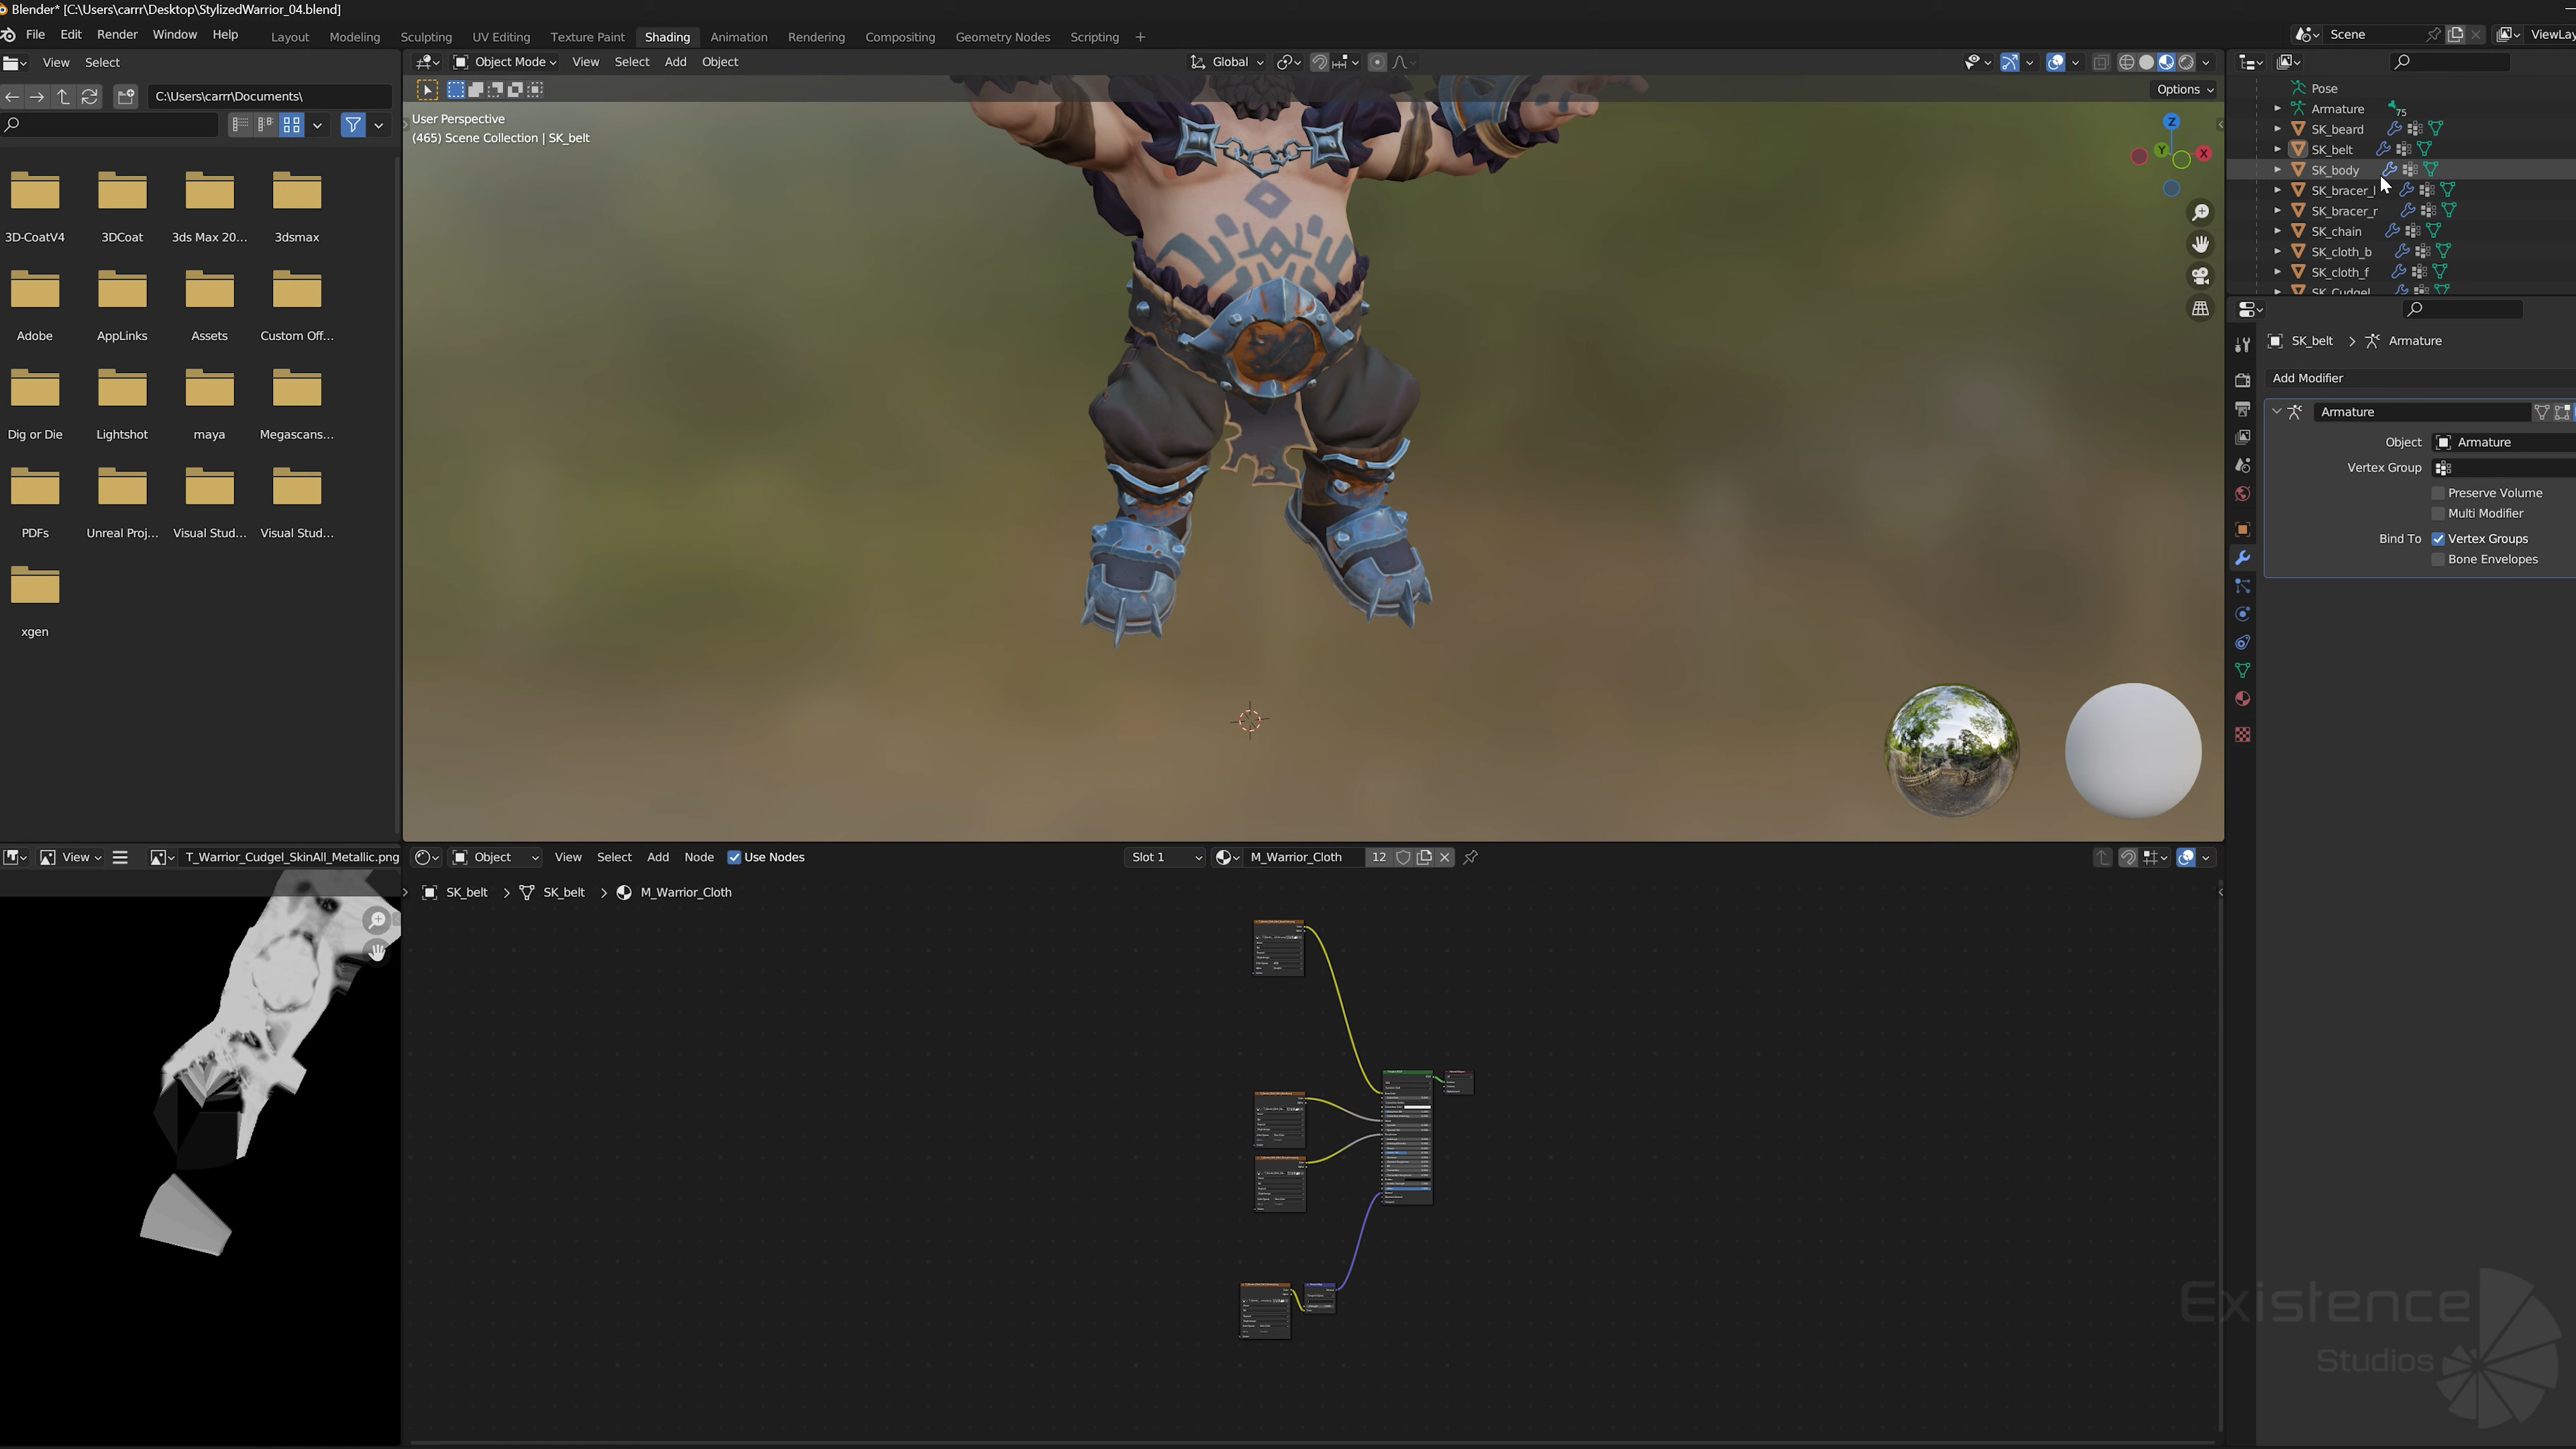 Blender* [C:\Users\carr\Desktop\StylizedWarrior_04.blend]
File Edit Render Window Help Layout Modeling Sculpting UV Editing Texture Paint Shading Animation Rendering Compositing Geometry Nodes Scripting + Scene ViewLay
View Select
Object Mode View Select Add Object Global
C:\Users\carr\Documents\
Options
User Perspective
(465) Scene Collection | SK_belt
Z
Y
X
3D-CoatV4 3DCoat 3ds Max 20... 3dsmax
Adobe AppLinks Assets Custom Off...
Dig or Die Lightshot maya Megascans...
PDFs Unreal Proj... Visual Stud... Visual Stud...
xgen
Pose
Armature 75
SK_beard
SK_belt
SK_body
SK_bracer_l
SK_bracer_r
SK_chain
SK_cloth_b
SK_cloth_f
SK_Cudgel
SK_belt > Armature
Add Modifier
Armature
Object Armature
Vertex Group
Preserve Volume
Multi Modifier
Bind To Vertex Groups
Bone Envelopes
View T_Warrior_Cudgel_SkinAll_Metallic.png
Object View Select Add Node Use Nodes Slot 1 M_Warrior_Cloth 12
SK_belt > SK_belt > M_Warrior_Cloth
Existence
Studios